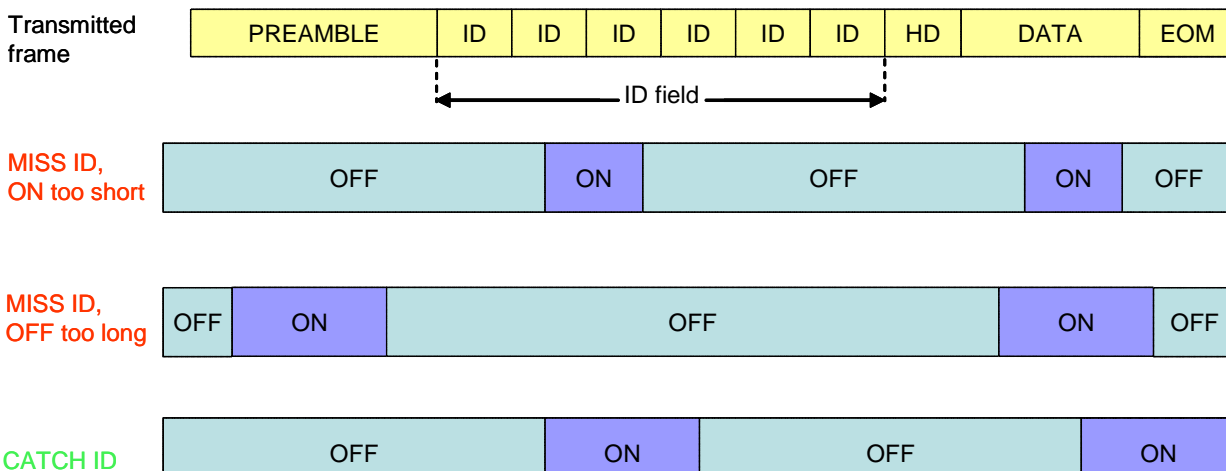 Transmitted
frame
PREAMBLE ID ID ID ID ID ID HD DATA EOM
ID field
MISS ID,
ON too short
OFF ON OFF ON OFF
MISS ID,
OFF too long
OFF ON OFF ON OFF
CATCH ID
OFF ON OFF ON